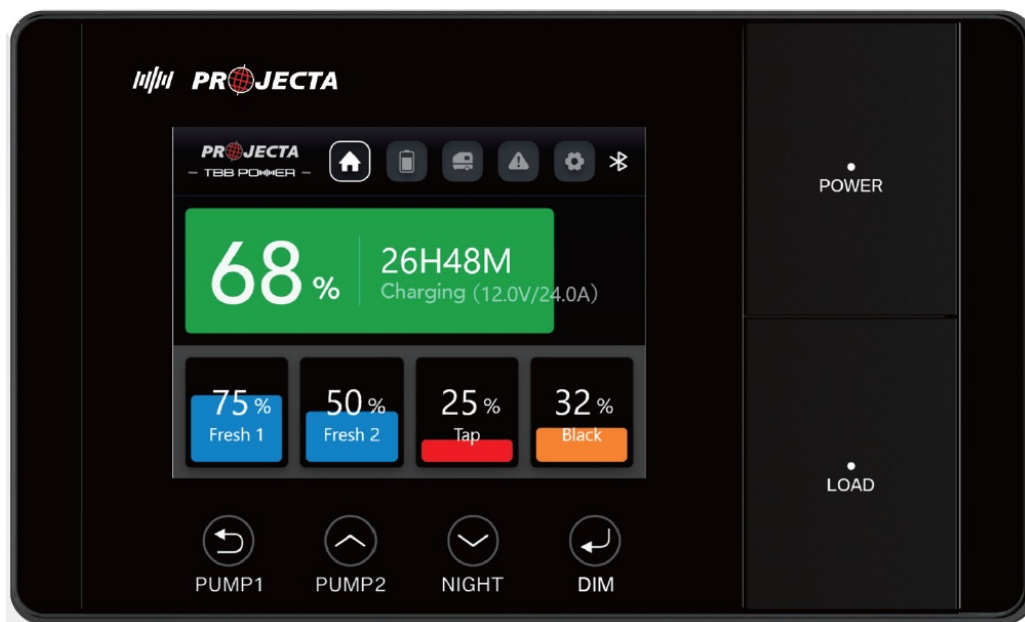 PROJECTA
PROJECTA
- TBB POWER -
68 %
26H48M
Charging (12.0V/24.0A)
75 %
Fresh 1
50 %
Fresh 2
25 %
Tap
32 %
Black
PUMP1
PUMP2
NIGHT
DIM
POWER
LOAD